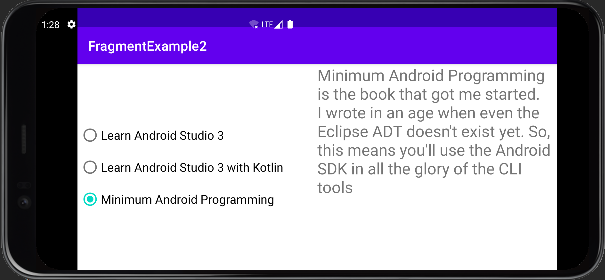 1:28 LTE
FragmentExample2
Learn Android Studio 3
Learn Android Studio 3 with Kotlin
Minimum Android Programming
Minimum Android Programming
is the book that got me started.
I wrote in an age when even the
Eclipse ADT doesn't exist yet. So,
this means you'll use the Android
SDK in all the glory of the CLI
tools